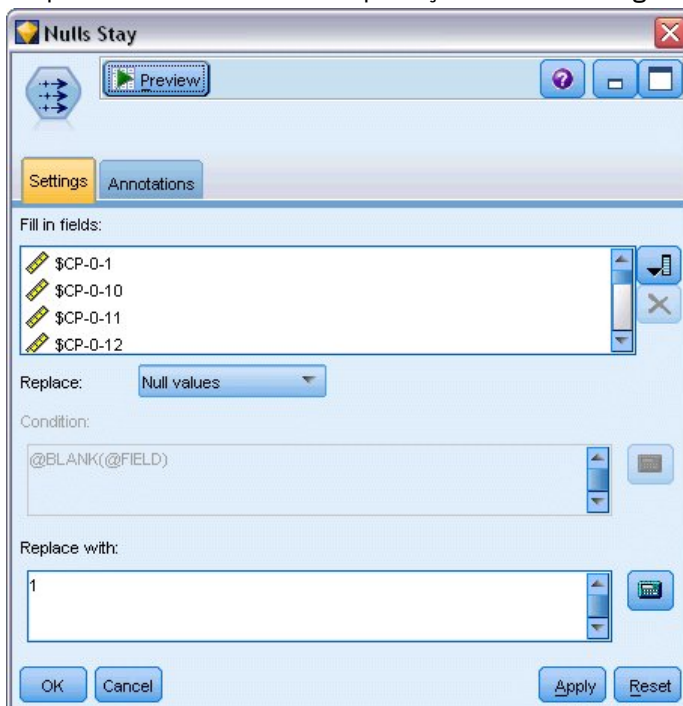 Nulls Stay
Preview
Settings Annotations
Fill in fields:
$CP-0-1
$CP-0-10
$CP-0-11
$CP-0-12
Replace: Null values
Condition:
@BLANK(@FIELD)
Replace with:
1
OK Cancel Apply Reset